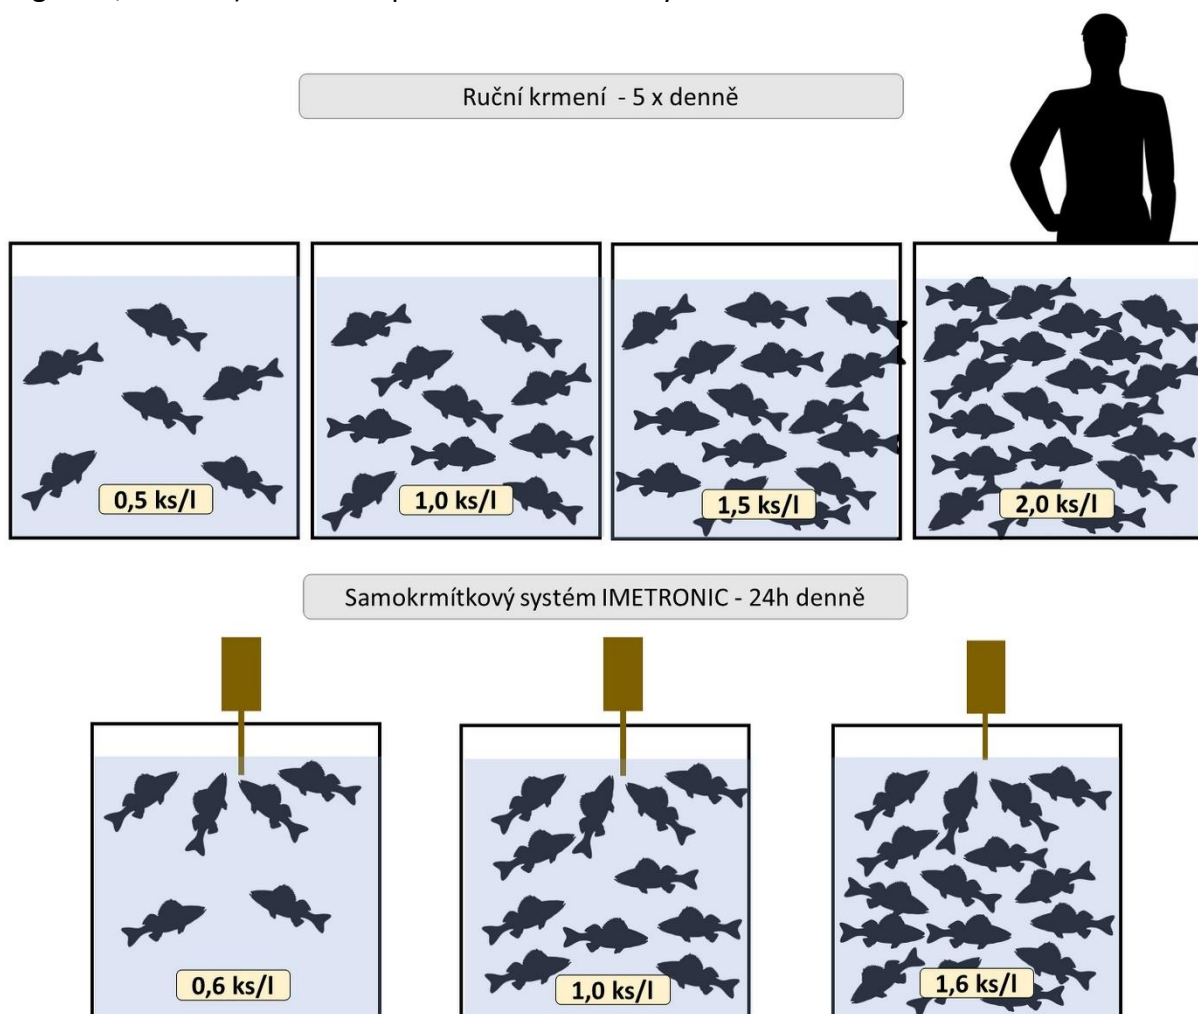 Ruční krmení - 5 x denně
0,5 ks/l
1,0 ks/l
1,5 ks/l
2,0 ks/l
Samokrmítkový systém IMETRONIC - 24h denně
0,6 ks/l
1,0 ks/l
1,6 ks/l